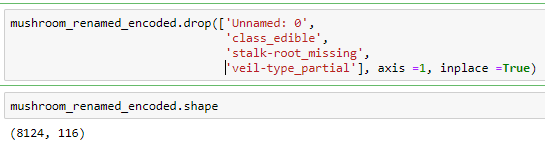 mushroom_renamed_encoded.drop(['Unnamed: 0',
'class_edible',
'stalk-root_missing',
'veil-type_partial'], axis =1, inplace =True)
mushroom_renamed_encoded.shape
(8124, 116)